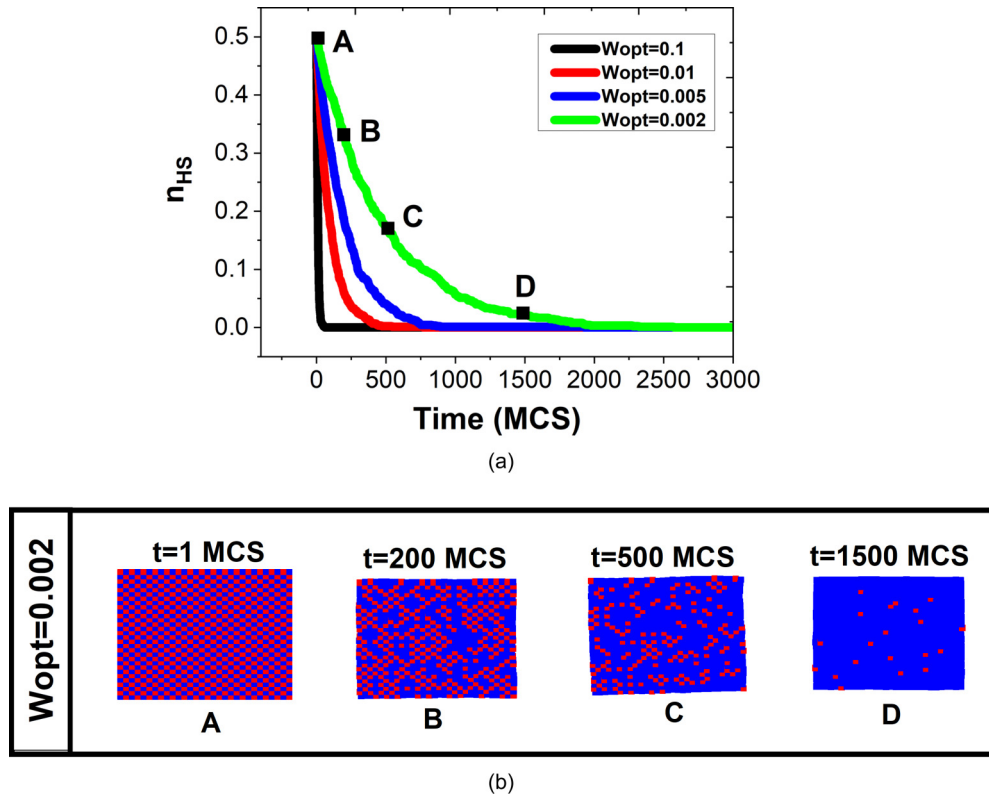 0.5
0.4
0.3
0.2
0.1
0.0
n_HS
A
B
C
D
Wopt=0.1
Wopt=0.01
Wopt=0.005
Wopt=0.002
0 500 1000 1500 2000 2500 3000
Time (MCS)
(a)
Wopt=0.002
t=1 MCS t=200 MCS t=500 MCS t=1500 MCS
A B C D
(b)